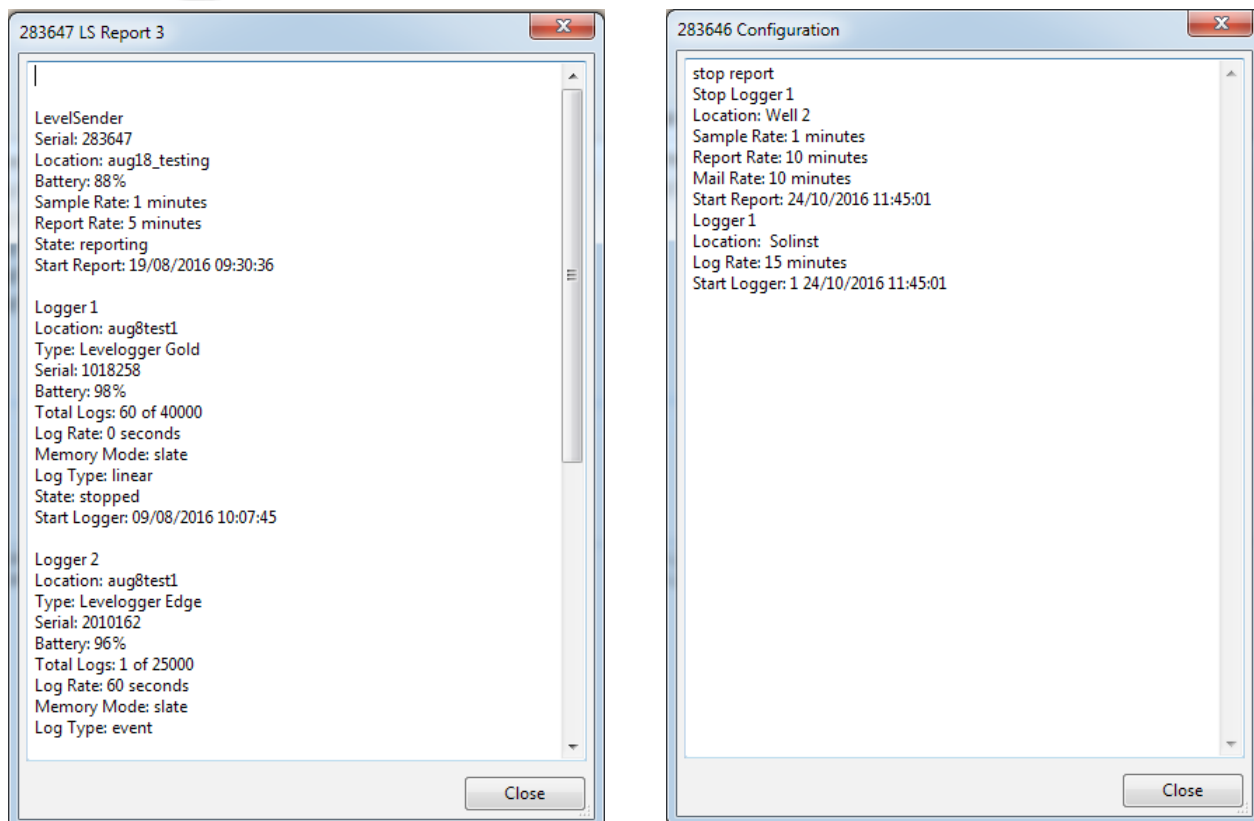 283647 LS Report 3
LevelSender
Serial: 283647
Location: aug18_testing
Battery: 88%
Sample Rate: 1 minutes
Report Rate: 5 minutes
State: reporting
Start Report: 19/08/2016 09:30:36
Logger 1
Location: aug8test1
Type: Levelogger Gold
Serial: 1018258
Battery: 98%
Total Logs: 60 of 40000
Log Rate: 0 seconds
Memory Mode: slate
Log Type: linear
State: stopped
Start Logger: 09/08/2016 10:07:45
Logger 2
Location: aug8test1
Type: Levelogger Edge
Serial: 2010162
Battery: 96%
Total Logs: 1 of 25000
Log Rate: 60 seconds
Memory Mode: slate
Log Type: event
Close
283646 Configuration
stop report
Stop Logger 1
Location: Well 2
Sample Rate: 1 minutes
Report Rate: 10 minutes
Mail Rate: 10 minutes
Start Report: 24/10/2016 11:45:01
Logger 1
Location:  Solinst
Log Rate: 15 minutes
Start Logger: 1 24/10/2016 11:45:01
Close